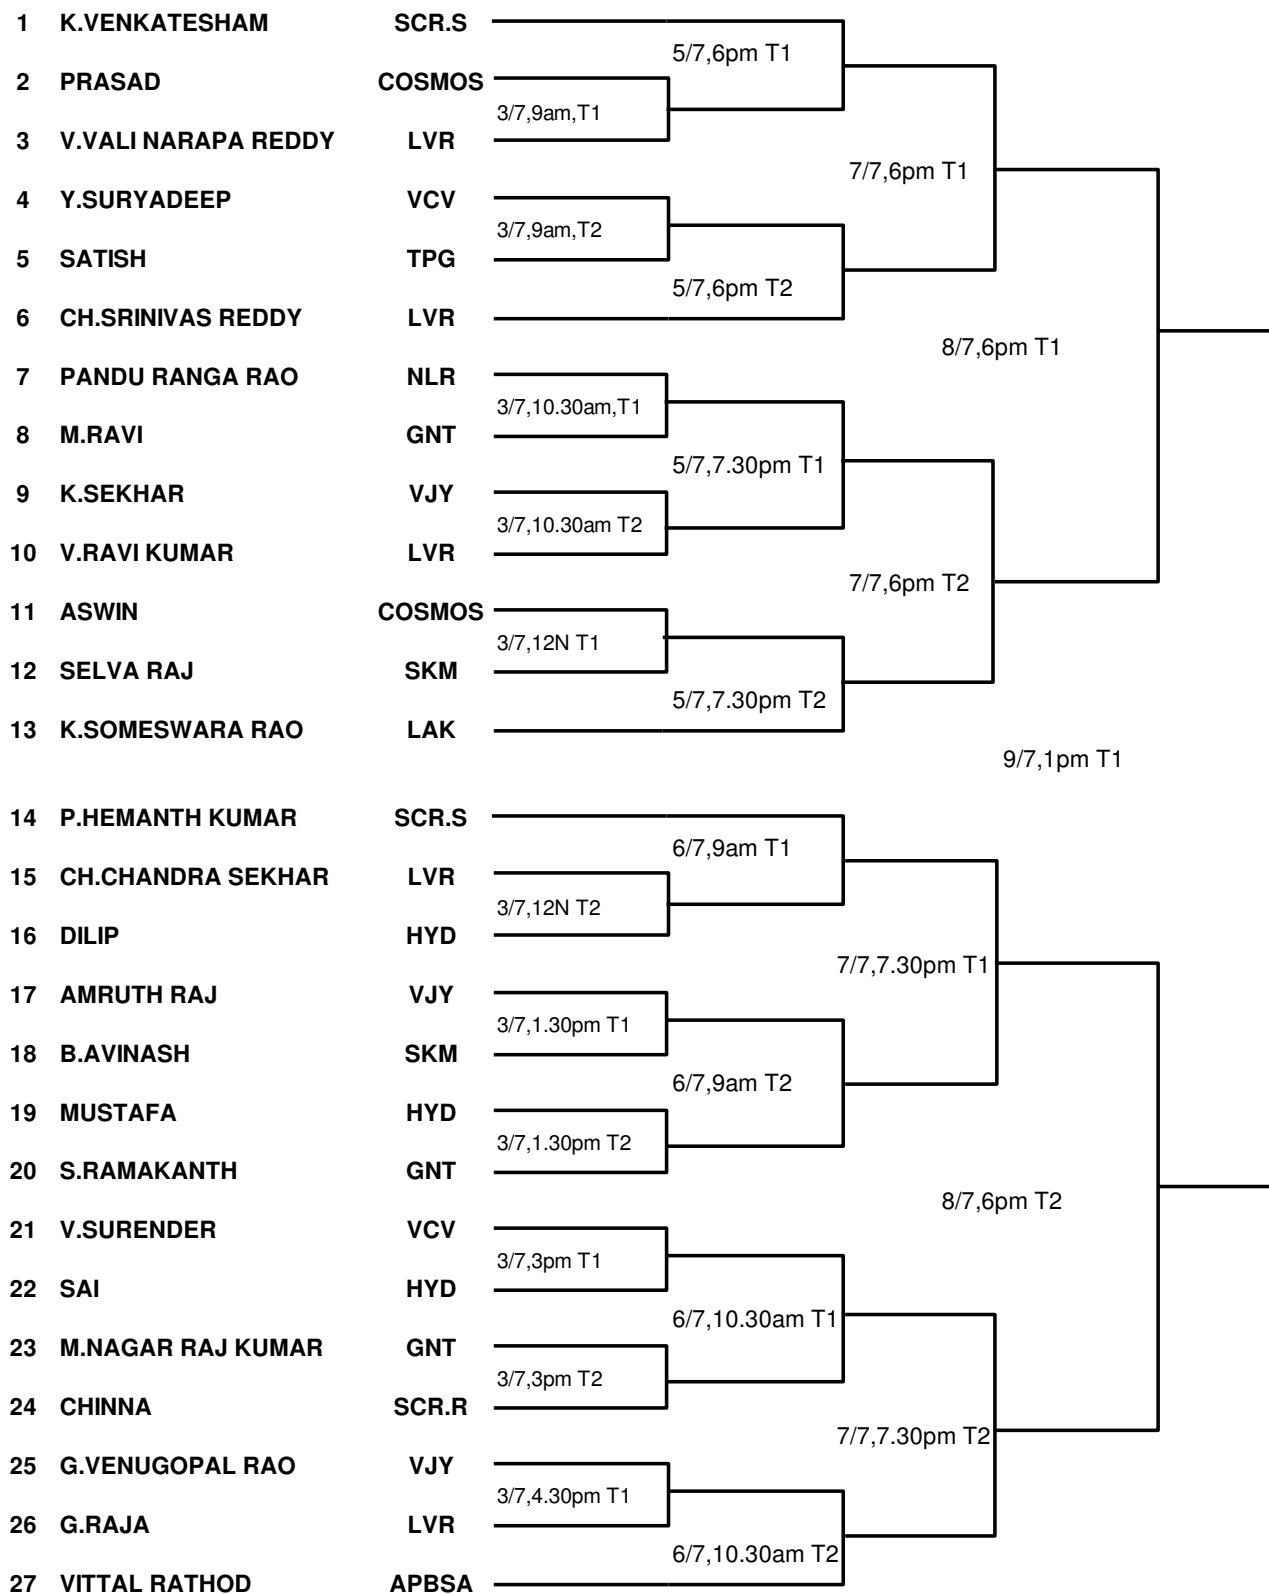 1 K.VENKATESHAM SCR.S
5/7,6pm T1
2 PRASAD COSMOS
3/7,9am,T1
3 V.VALI NARAPA REDDY LVR
7/7,6pm T1
4 Y.SURYADEEP VCV
3/7,9am,T2
5 SATISH TPG
5/7,6pm T2
6 CH.SRINIVAS REDDY LVR
8/7,6pm T1
7 PANDU RANGA RAO NLR
3/7,10.30am,T1
8 M.RAVI GNT
5/7,7.30pm T1
9 K.SEKHAR VJY
3/7,10.30am T2
10 V.RAVI KUMAR LVR
7/7,6pm T2
11 ASWIN COSMOS
3/7,12N T1
12 SELVA RAJ SKM
5/7,7.30pm T2
13 K.SOMESWARA RAO LAK
9/7,1pm T1
14 P.HEMANTH KUMAR SCR.S
6/7,9am T1
15 CH.CHANDRA SEKHAR LVR
3/7,12N T2
16 DILIP HYD
7/7,7.30pm T1
17 AMRUTH RAJ VJY
3/7,1.30pm T1
18 B.AVINASH SKM
6/7,9am T2
19 MUSTAFA HYD
3/7,1.30pm T2
20 S.RAMAKANTH GNT
8/7,6pm T2
21 V.SURENDER VCV
3/7,3pm T1
22 SAI HYD
6/7,10.30am T1
23 M.NAGAR RAJ KUMAR GNT
3/7,3pm T2
24 CHINNA SCR.R
7/7,7.30pm T2
25 G.VENUGOPAL RAO VJY
3/7,4.30pm T1
26 G.RAJA LVR
6/7,10.30am T2
27 VITTAL RATHOD APBSA